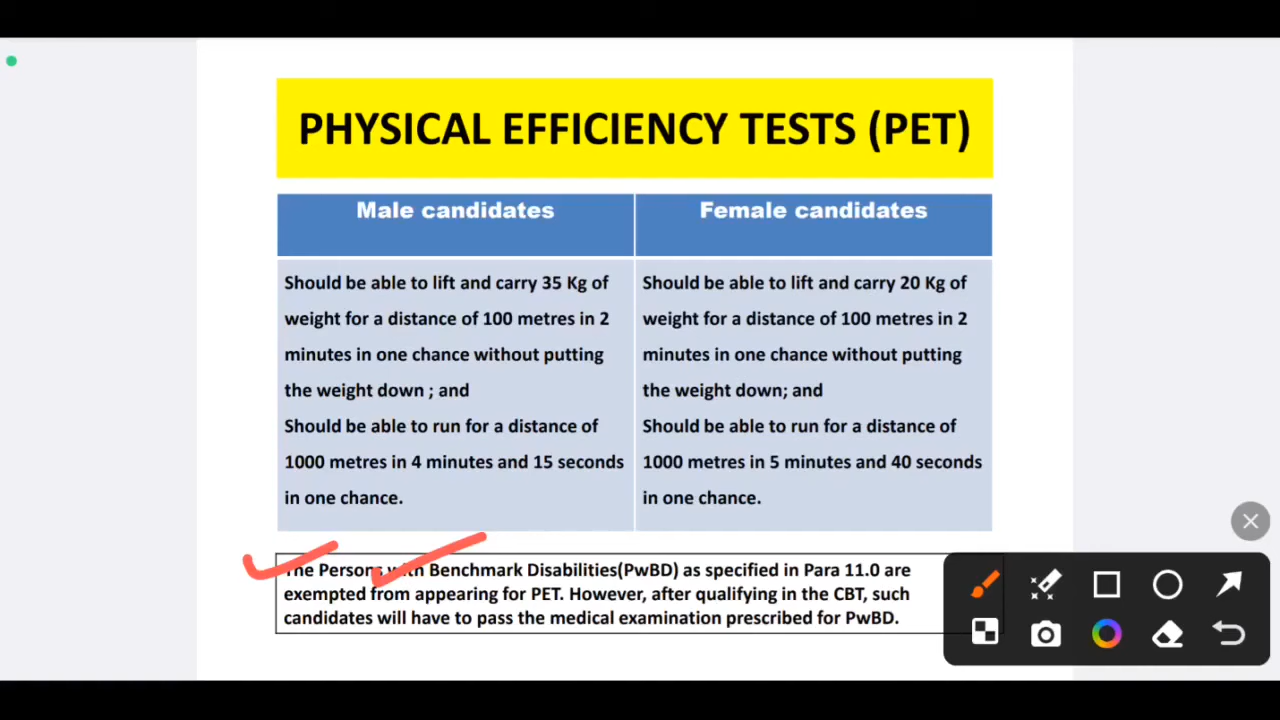 PHYSICAL EFFICIENCY TESTS (PET)
Male candidates
Should be able to lift and carry 35 Kg of
weight for a distance of 100 metres in 2
minutes in one chance without putting
the weight down ; and
Should be able to run for a distance of
1000 metres in 4 minutes and 15 seconds
in one chance.
Female candidates
Should be able to lift and carry 20 Kg of
weight for a distance of 100 metres in 2
minutes in one chance without putting
the weight down; and
Should be able to run for a distance of
1000 metres in 5 minutes and 40 seconds
in one chance.
The Persons with Benchmark Disabilities(PwBD) as specified in Para 11.0 are
exempted from appearing for PET. However, after qualifying in the CBT, such
candidates will have to pass the medical examination prescribed for PwBD.